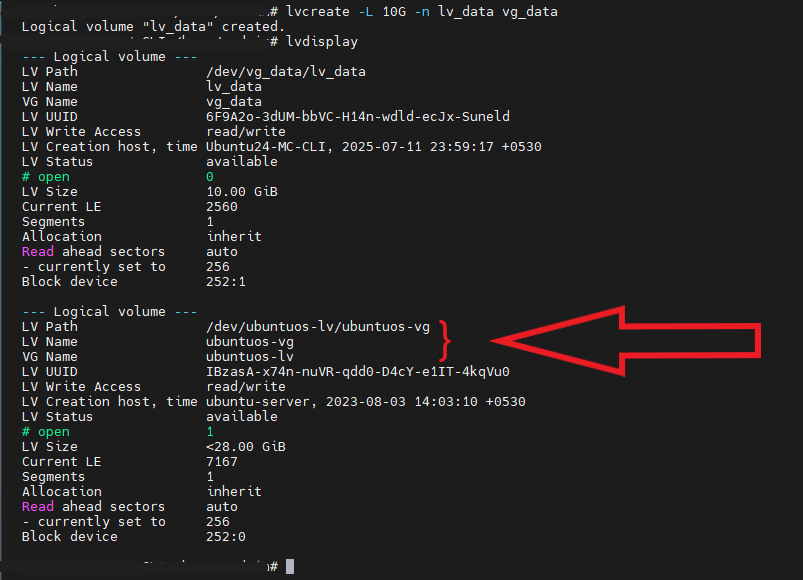 # lvcreate -L 10G -n lv_data vg_data
Logical volume "lv_data" created.
# lvdisplay
--- Logical volume ---
LV Path /dev/vg_data/lv_data
LV Name lv_data
VG Name vg_data
LV UUID 6F9A2o-3dUM-bbVC-H14n-wdld-ecJx-Suneld
LV Write Access read/write
LV Creation host, time Ubuntu24-MC-CLI, 2025-07-11 23:59:17 +0530
LV Status available
# open 0
LV Size 10.00 GiB
Current LE 2560
Segments 1
Allocation inherit
Read ahead sectors auto
- currently set to 256
Block device 252:1
--- Logical volume ---
LV Path /dev/ubuntuos-lv/ubuntuos-vg
LV Name ubuntuos-vg
VG Name ubuntuos-lv
LV UUID IBzasA-x74n-nuVR-qdd0-D4cY-e1IT-4kqVu0
LV Write Access read/write
LV Creation host, time ubuntu-server, 2023-08-03 14:03:10 +0530
LV Status available
# open 1
LV Size <28.00 GiB
Current LE 7167
Segments 1
Allocation inherit
Read ahead sectors auto
- currently set to 256
Block device 252:0
#